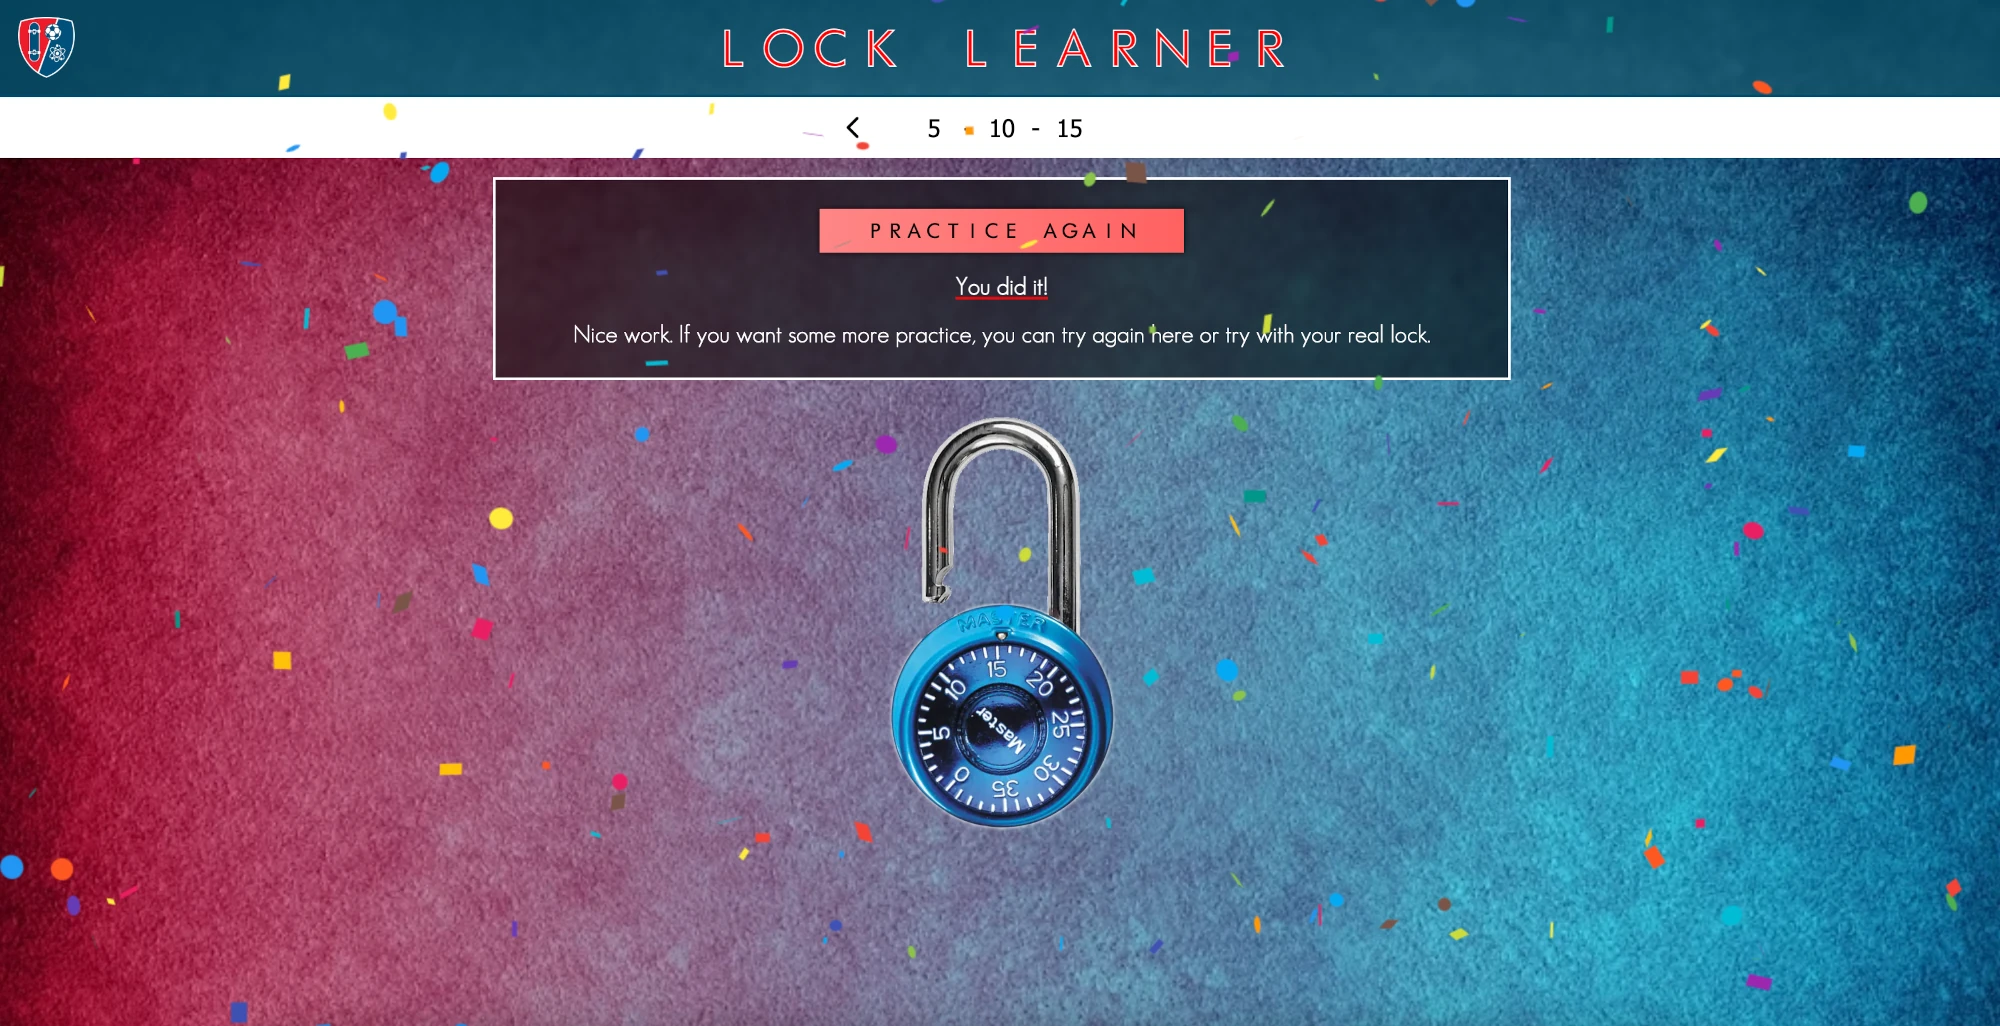 LOCK LEARNER
5 - 10 - 15
PRACTICE AGAIN
You did it!
Nice work. If you want some more practice, you can try again here or try with your real lock.
MASTER
15
10
20
5
25
0
30
35
Master